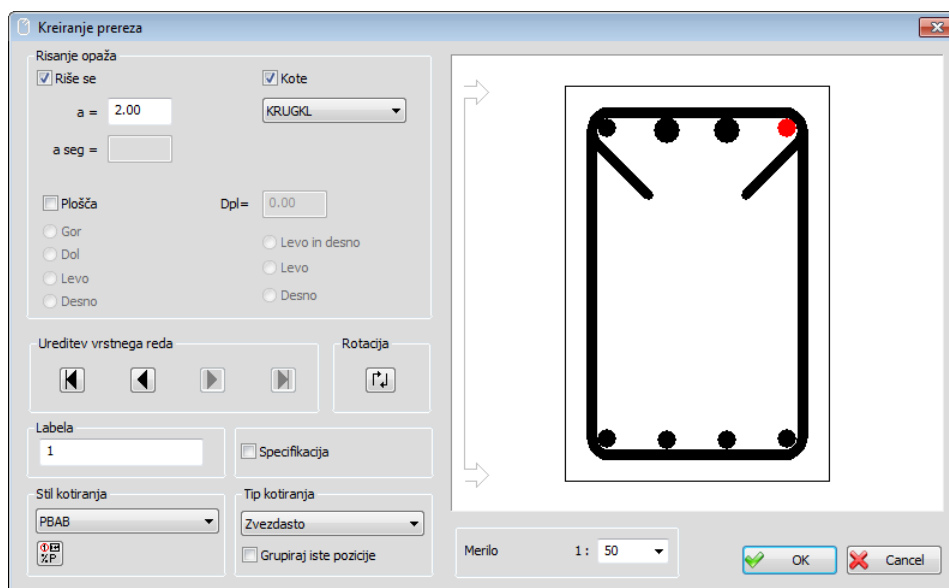 Kreiranje prereza
Risanje opaža
Riše se
Kote
a = 2.00
KRUGKL
a seg =
Plošča
Dpl= 0.00
Gor
Dol
Levo
Desno
Levo in desno
Levo
Desno
Ureditev vrstnega reda
Rotacija
Labela
1
Specifikacija
Stil kotiranja
PBAB
%P
Tip kotiranja
Zvezdasto
Grupiraj iste pozicije
Merilo 1 : 50
OK
Cancel